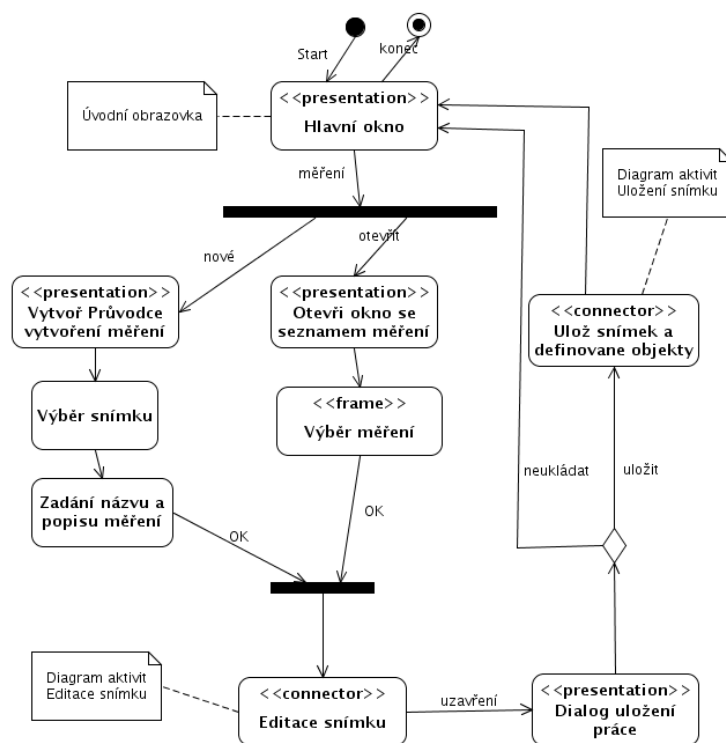 Start
konec
<<presentation>>
Hlavní okno
Úvodní obrazovka
měření
Diagram aktivit
Uložení snímku
nové
otevřít
<<presentation>>
Vytvoř Průvodce
vytvoření měření
<<presentation>>
Otevři okno se
seznamem měření
<<connector>>
Ulož snímek a
definovane objekty
Výběr snímku
<<frame>>
Výběr měření
neukládat
uložit
Zadání názvu a
popisu měření
OK
OK
Diagram aktivit
Editace snímku
<<connector>>
Editace snímku
uzavření
<<presentation>>
Dialog uložení
práce